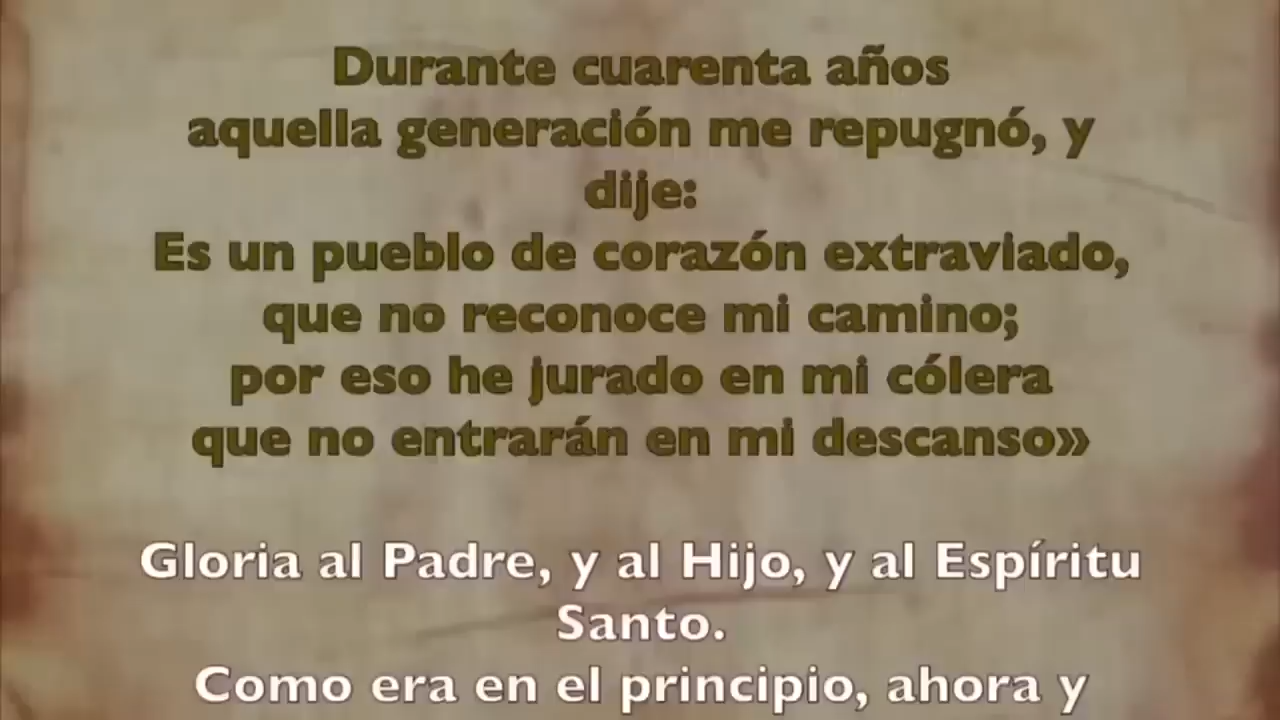 Durante cuarenta años
aquella generación me repugnó, y
dije:
Es un pueblo de corazón extraviado,
que no reconoce mi camino;
por eso he jurado en mi cólera
que no entrarán en mi descanso»
Gloria al Padre, y al Hijo, y al Espíritu
Santo.
Como era en el principio, ahora y